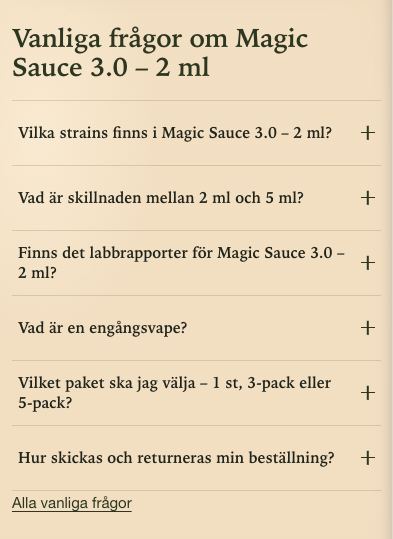 Vanliga frågor om Magic
Sauce 3.0 – 2 ml
Vilka strains finns i Magic Sauce 3.0 – 2 ml?
Vad är skillnaden mellan 2 ml och 5 ml?
Finns det labbrapporter för Magic Sauce 3.0 –
2 ml?
Vad är en engångsvape?
Vilket paket ska jag välja – 1 st, 3-pack eller
5-pack?
Hur skickas och returneras min beställning?
Alla vanliga frågor